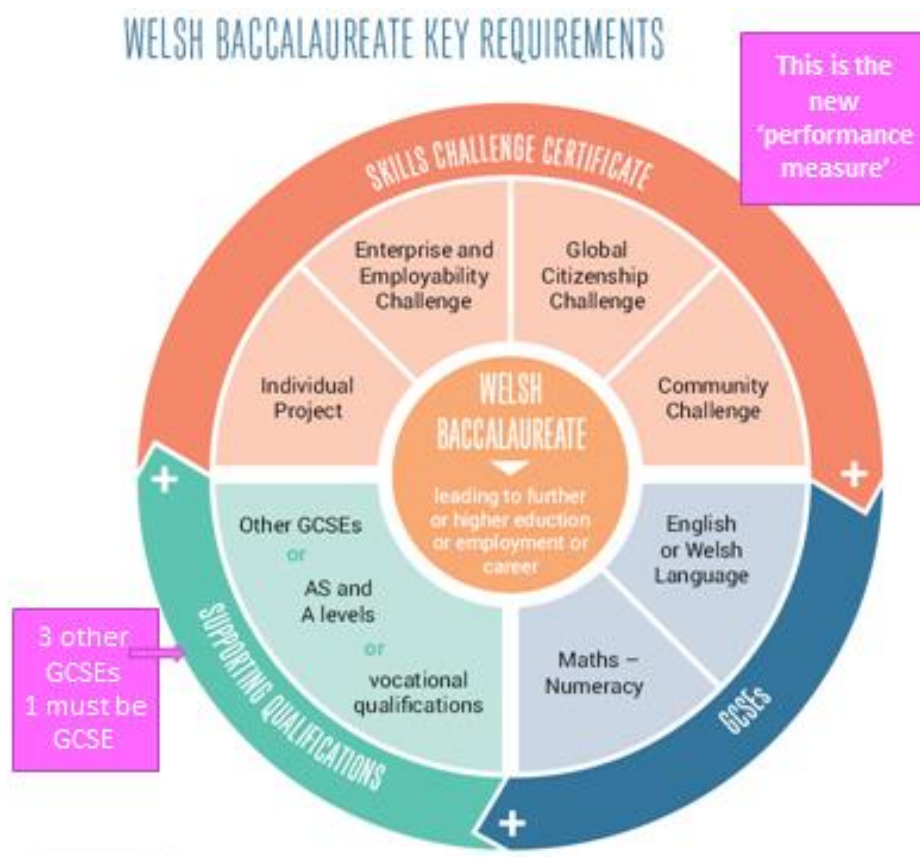 WELSH BACCALAUREATE KEY REQUIREMENTS
This is the
new
'performance
measure'
SKILLS CHALLENGE CERTIFICATE
Enterprise and
Employability
Challenge
Global
Citizenship
Challenge
Individual
Project
Community
Challenge
WELSH
BACCALAUREATE
leading to further
or higher eduction
or employment or
career
+
+
Other GCSEs
or
AS and
A levels
or
vocational
qualifications
English
or Welsh
Language
Maths –
Numeracy
3 other
GCSEs
1 must be
GCSE
SUPPORTING QUALIFICATIONS
GCSEs
+